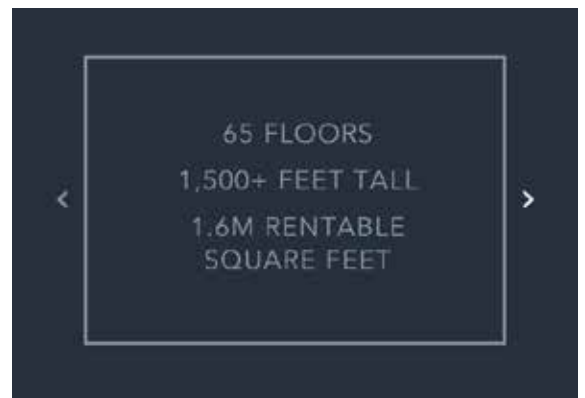 65 FLOORS
1,500+ FEET TALL
1.6M RENTABLE
SQUARE FEET